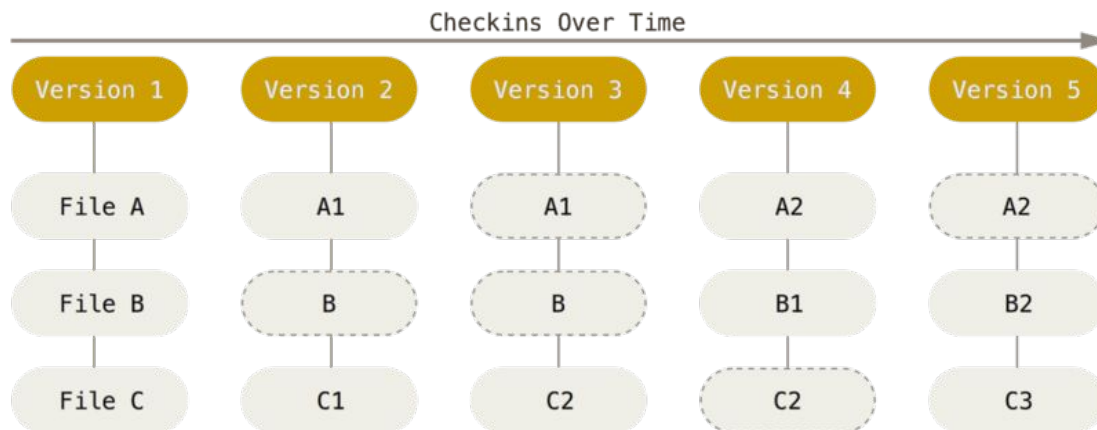 Checkins Over Time
Version 1 Version 2 Version 3 Version 4 Version 5
File A A1 A1 A2 A2
File B B B B1 B2
File C C1 C2 C2 C3